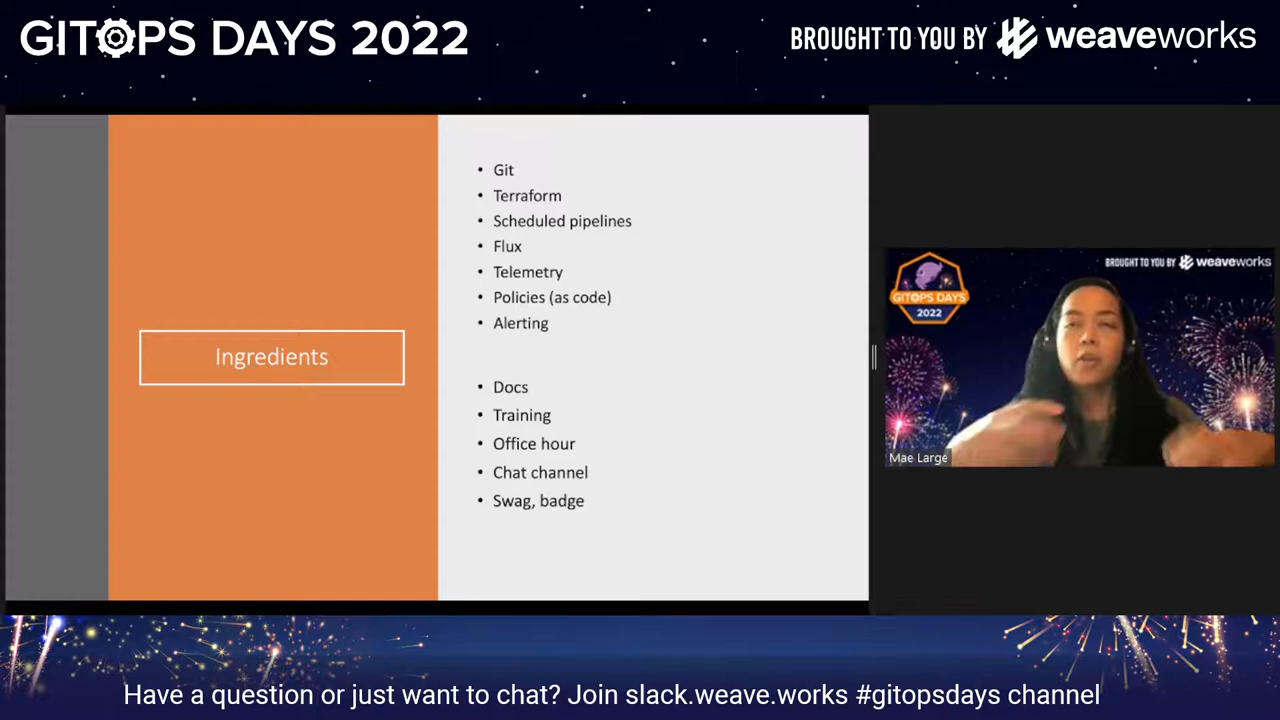 GITOPS DAYS 2022
BROUGHT TO YOU BY weaveworks
Ingredients
• Git
• Terraform
• Scheduled pipelines
• Flux
• Telemetry
• Policies (as code)
• Alerting
• Docs
• Training
• Office hour
• Chat channel
• Swag, badge
BROUGHT TO YOU BY weaveworks
GITOPS DAYS
2022
Mae Large
Have a question or just want to chat? Join slack.weave.works #gitopsdays channel